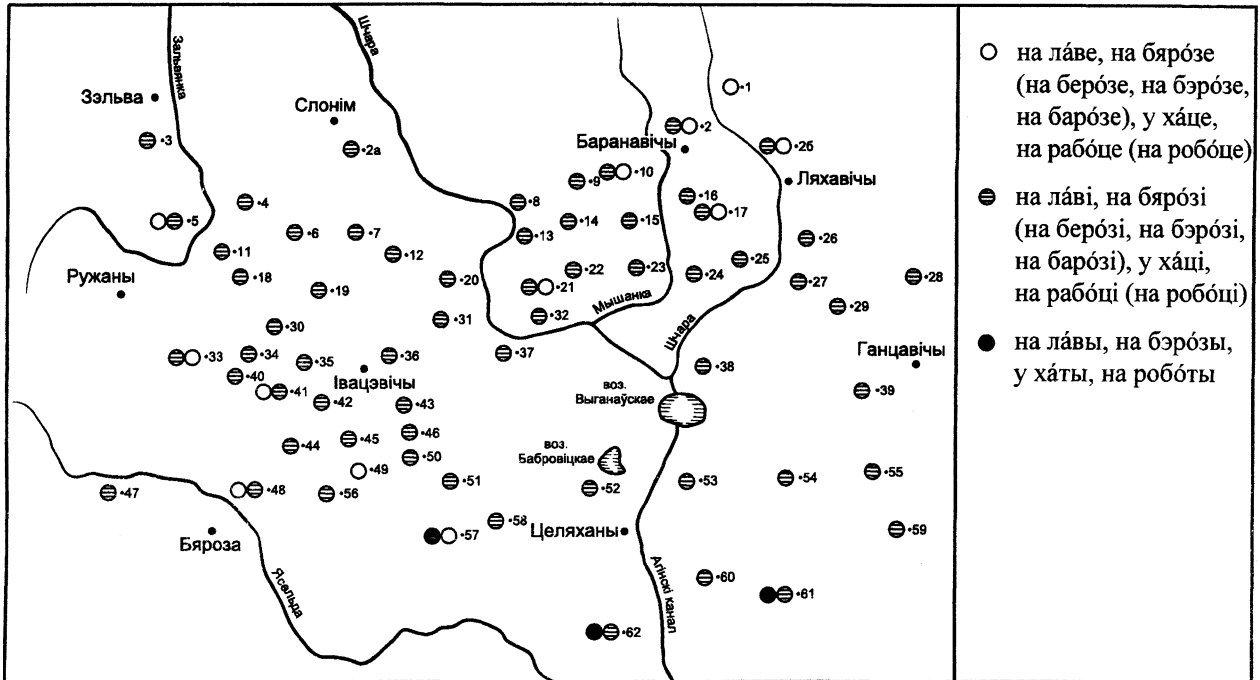 Зэльва
Зальвянка
Слонім
Шчара
•1
•2
Баранавічы
•3
•2а
•26
•9
•10
Ляхавічы
•4
•8
•16
•5
•6
•7
•13
•14
•15
•17
•11
•12
•26
•18
•20
•22
•23
•24
•25
•27
•28
Ружаны
•19
•21
Мышанка
•29
•30
•31
•32
Шчара
•33
•34
•35
•36
•37
•38
Ганцавічы
•40
Івацэвічы
воз.
Выганаўскае
•39
•41
•42
•43
•44
•45
•46
воз.
Бабровіцкае
•49
•50
•47
•48
•56
•51
•52
•53
•54
•55
Бяроза
•57
•58
Целяханы
•59
Ясельда
Агінскі канал
•60
•61
•62
на ла́ве, на бяро́зе
(на беро́зе, на бэро́зе,
на баро́зе), у ха́це,
на рабо́це (на робо́це)
на ла́ві, на бяро́зі
(на беро́зі, на бэро́зі,
на баро́зі), у ха́ці,
на рабо́ці (на робо́ці)
на ла́вы, на бэро́зы,
у ха́ты, на робо́ты